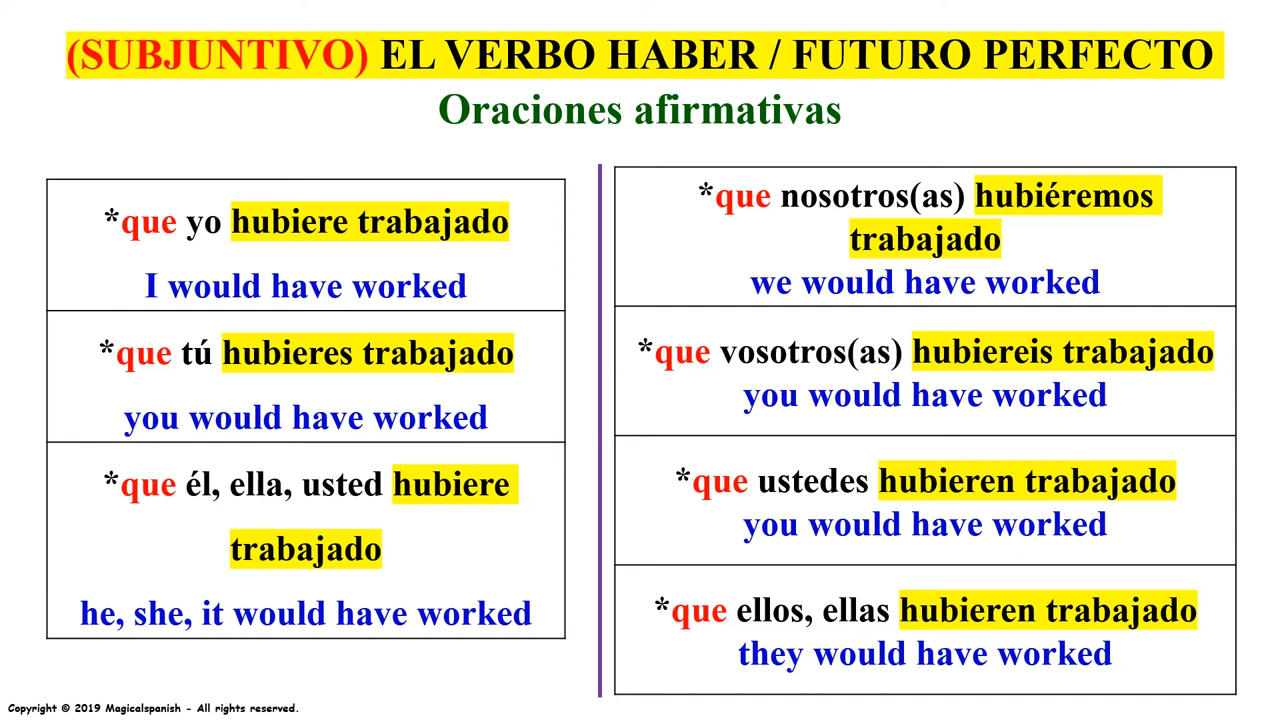 (SUBJUNTIVO) EL VERBO HABER / FUTURO PERFECTO
Oraciones afirmativas
*que yo hubiere trabajado
I would have worked
*que tú hubieres trabajado
you would have worked
*que él, ella, usted hubiere
trabajado
he, she, it would have worked
*que nosotros(as) hubiéremos
trabajado
we would have worked
*que vosotros(as) hubiereis trabajado
you would have worked
*que ustedes hubieren trabajado
you would have worked
*que ellos, ellas hubieren trabajado
they would have worked
Copyright © 2019 Magicalspanish - All rights reserved.